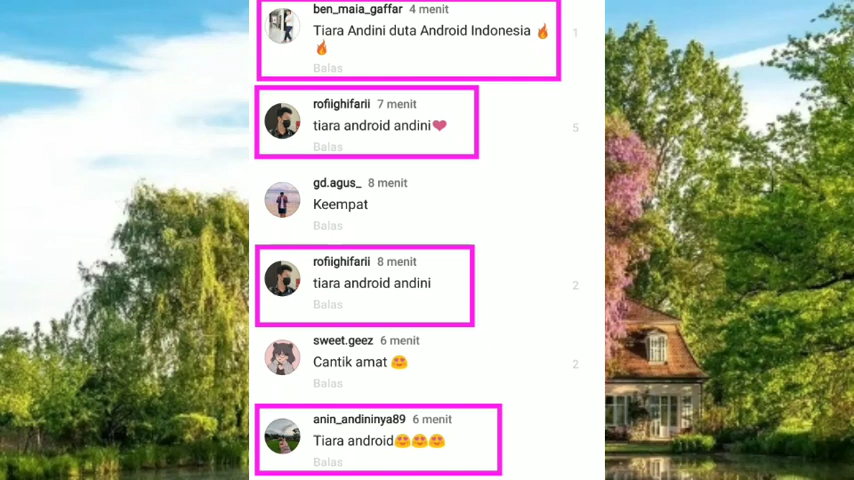 ben_maia_gaffar 4 menit
Tiara Andini duta Android Indonesia 🔥
🔥
1
Balas
rofiighifarii 7 menit
tiara android andini❤
5
Balas
gd.agus_ 8 menit
Keempat
Balas
rofiighifarii 8 menit
tiara android andini
2
Balas
sweet.geez 6 menit
Cantik amat 😍
2
Balas
anin_andininya89 6 menit
Tiara android😍😍😍
Balas